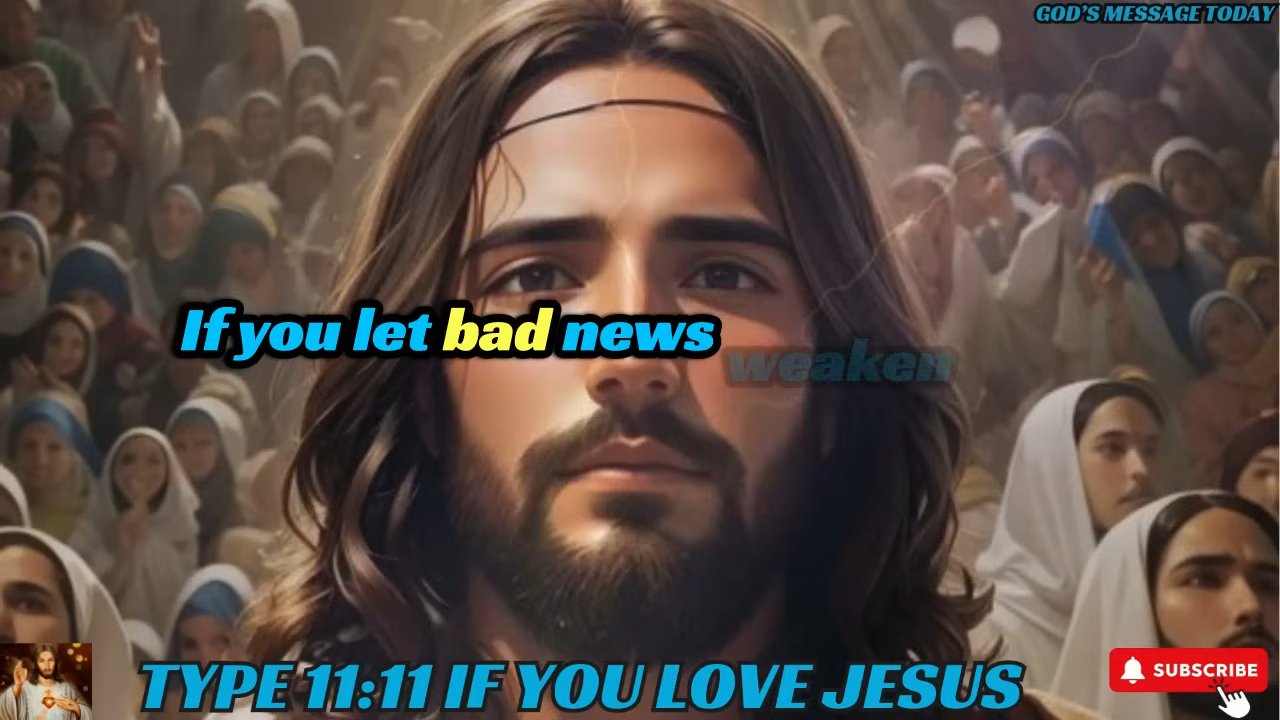 GOD'S MESSAGE TODAY
If you let bad news
weaken
TYPE 11:11 IF YOU LOVE JESUS
SUBSCRIBE